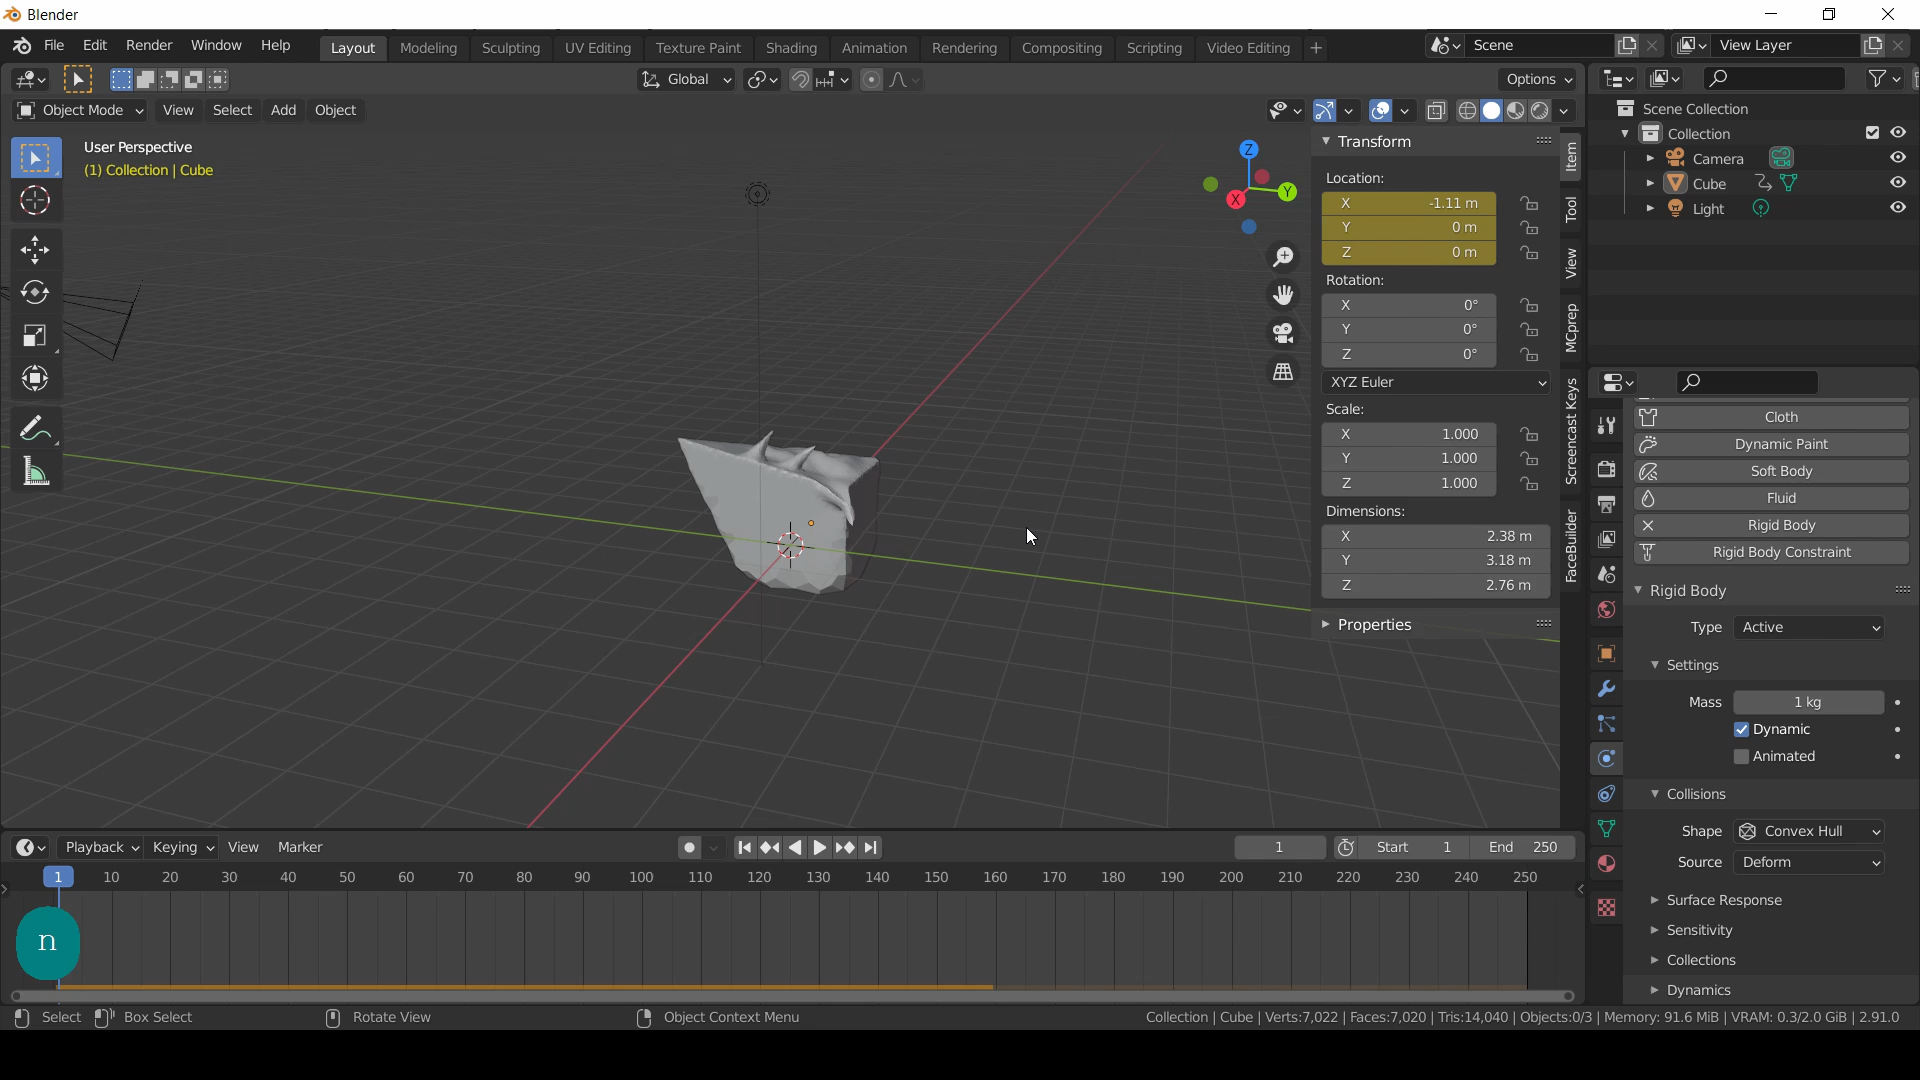 Blender
File Edit Render Window Help Layout Modeling Sculpting UV Editing Texture Paint Shading Animation Rendering Compositing Scripting Video Editing + Scene View Layer
Global Options
Object Mode View Select Add Object
User Perspective
(1) Collection | Cube
Z
Y
X
Transform
Location:
X -1.11 m
Y 0 m
Z 0 m
Rotation:
X 0°
Y 0°
Z 0°
XYZ Euler
Scale:
X 1.000
Y 1.000
Z 1.000
Dimensions:
X 2.38 m
Y 3.18 m
Z 2.76 m
Properties
Item
Tool
View
MCprep
Screencast Keys
FaceBuilder
Scene Collection
Collection
Camera
Cube
Light
Cloth
Dynamic Paint
Soft Body
Fluid
Rigid Body
Rigid Body Constraint
Rigid Body
Type Active
Settings
Mass 1 kg
Dynamic
Animated
Collisions
Shape Convex Hull
Source Deform
Surface Response
Sensitivity
Collections
Dynamics
Playback Keying View Marker 1 Start 1 End 250
1 10 20 30 40 50 60 70 80 90 100 110 120 130 140 150 160 170 180 190 200 210 220 230 240 250
n
Select Box Select Rotate View Object Context Menu Collection | Cube | Verts:7,022 | Faces:7,020 | Tris:14,040 | Objects:0/3 | Memory: 91.6 MiB | VRAM: 0.3/2.0 GiB | 2.91.0